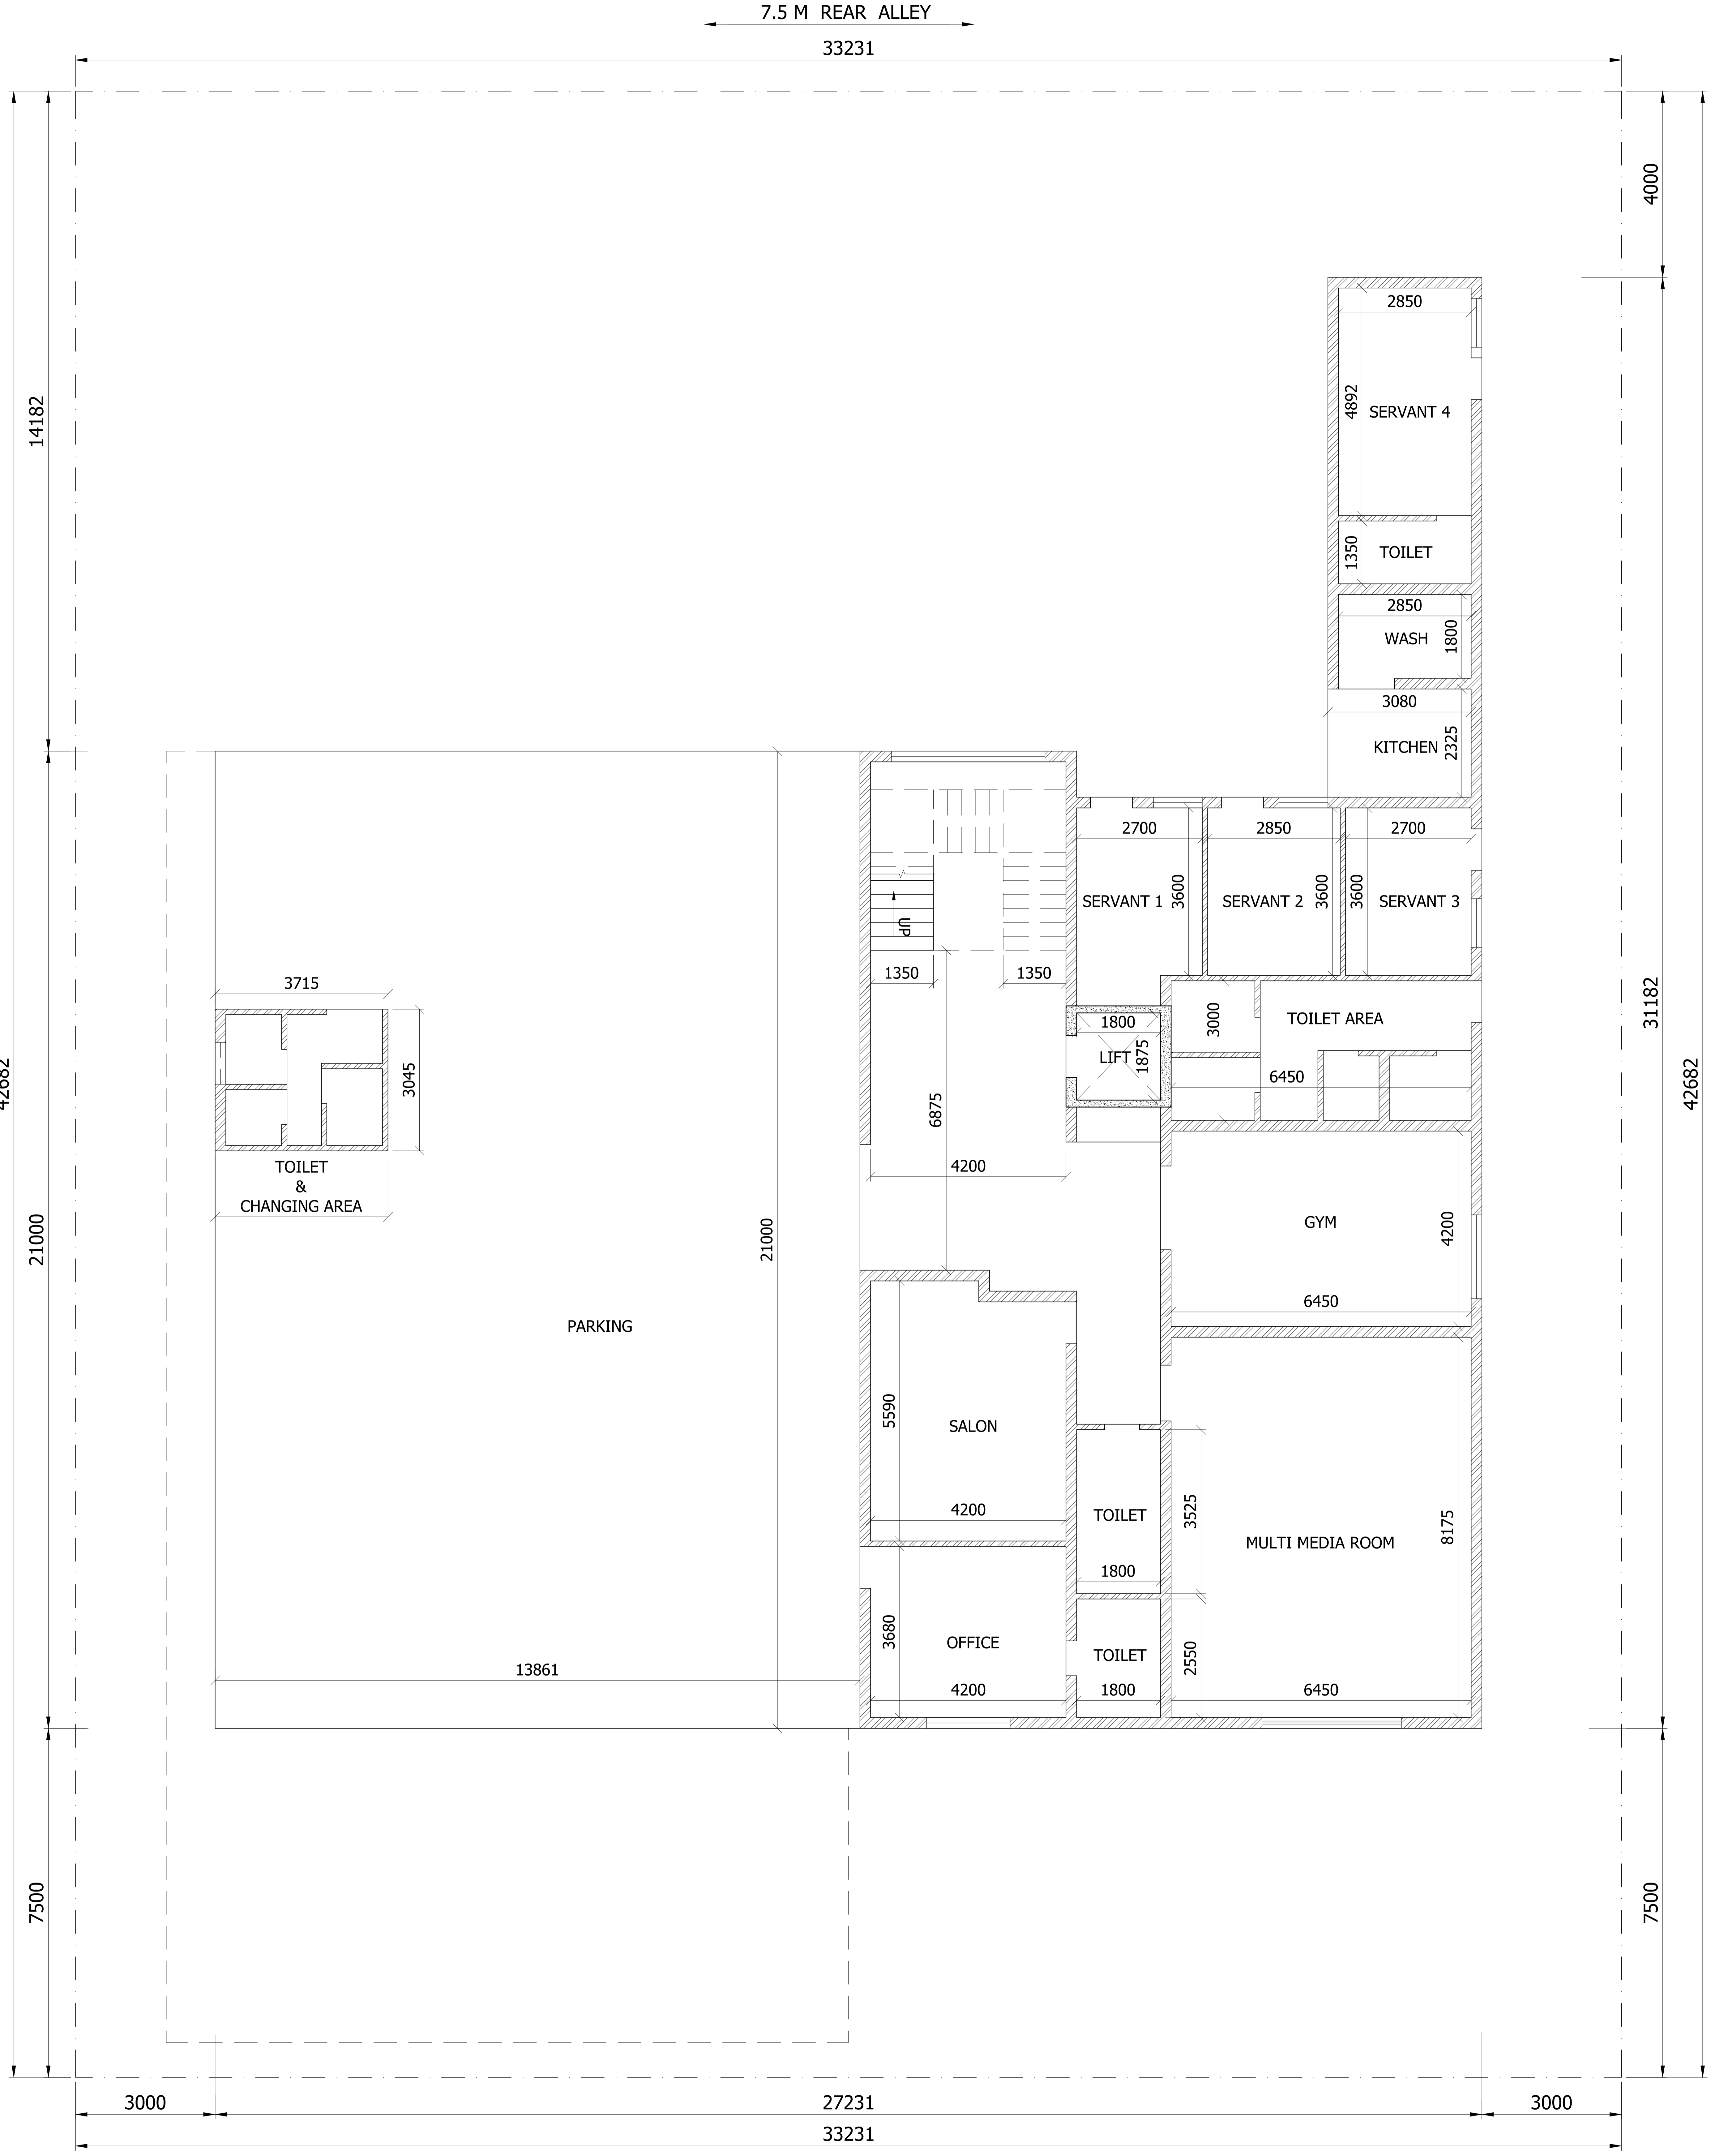 7.5 M REAR ALLEY
33231
4000
2850
14182
4892
SERVANT 4
1350
TOILET
2850
WASH
1800
3080
KITCHEN
2325
2700
2850
2700
SERVANT 1
3600
SERVANT 2
3600
3600
SERVANT 3
UP
1350
1350
3715
31182
3000
TOILET AREA
1800
LIFT
1875
3045
42682
42682
6450
6875
4200
TOILET
&
CHANGING AREA
21000
21000
GYM
4200
6450
PARKING
5590
SALON
4200
TOILET
3525
1800
MULTI MEDIA ROOM
8175
3680
OFFICE
TOILET
2550
13861
4200
1800
6450
7500
7500
3000
27231
3000
33231